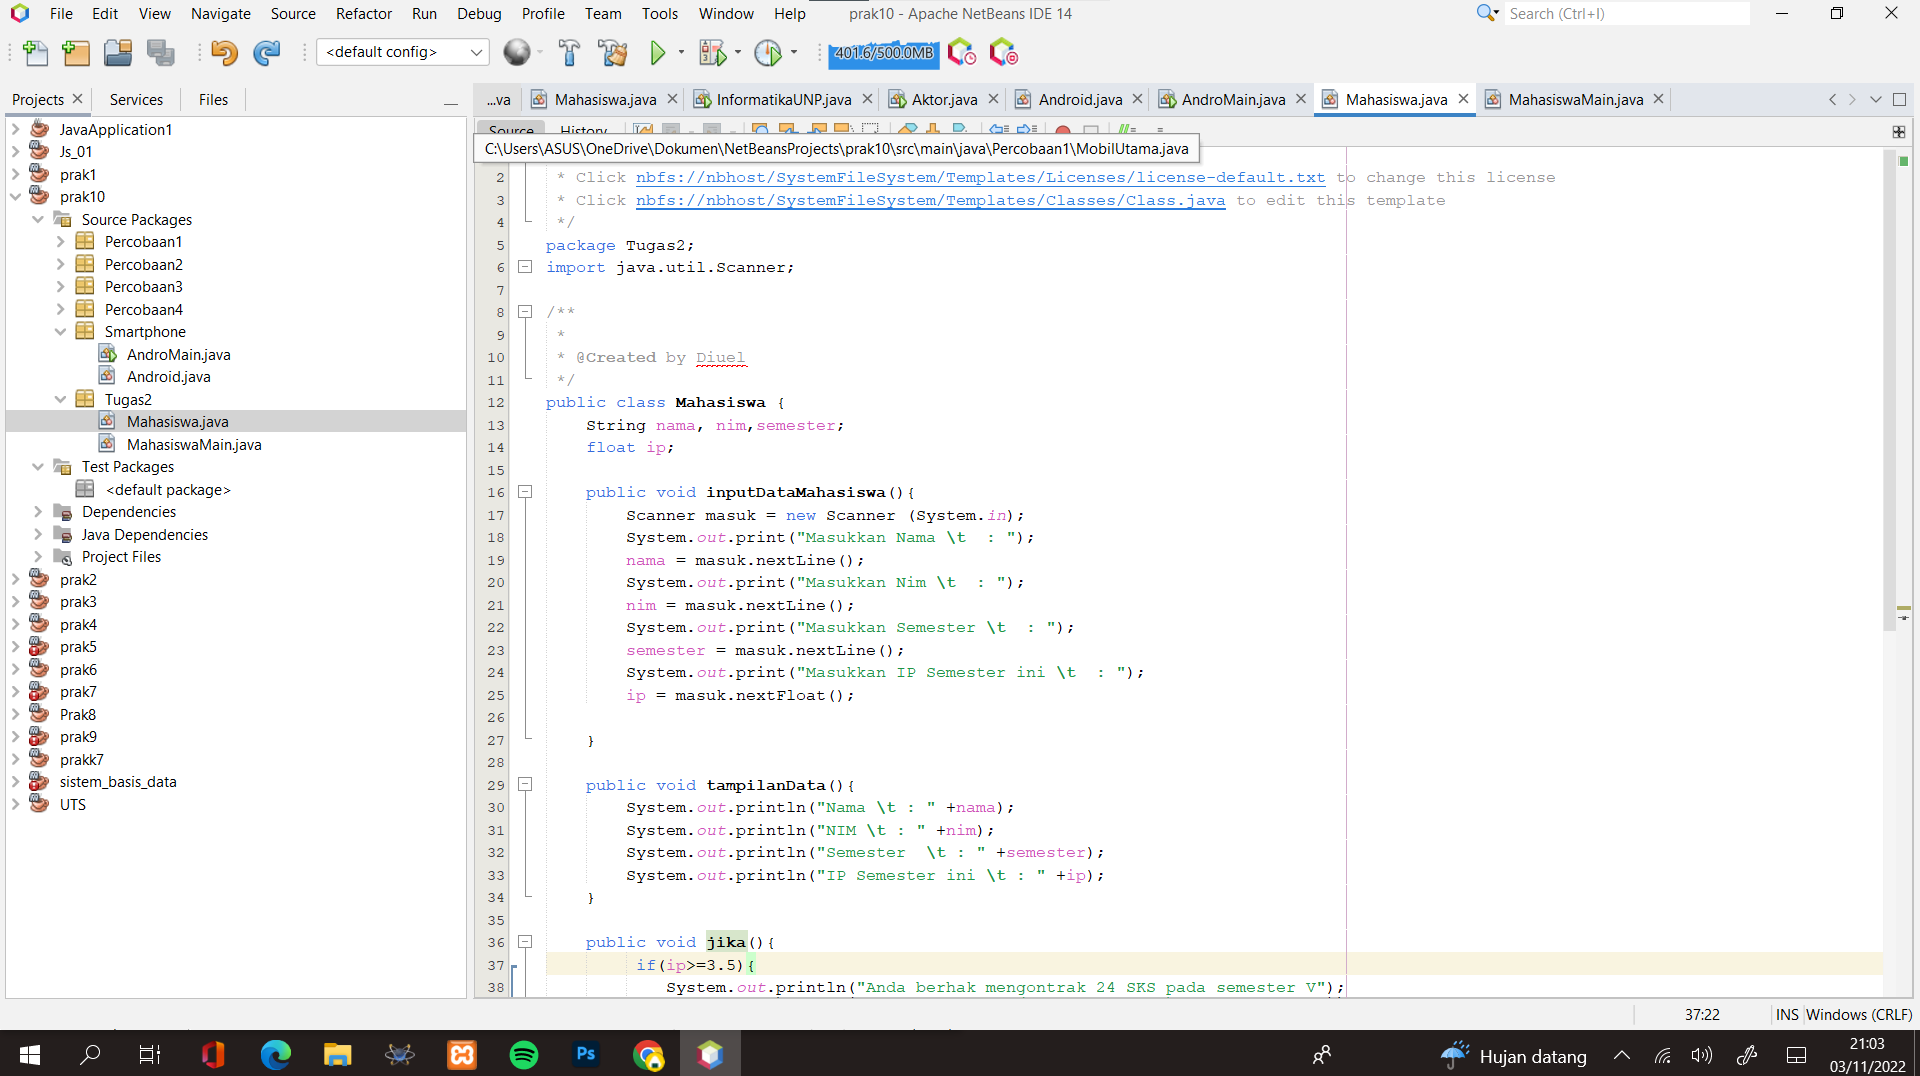 File Edit View Navigate Source Refactor Run Debug Profile Team Tools Window Help prak10 - Apache NetBeans IDE 14 Search (Ctrl+I)
<default config> 401.6/500.0MB
Projects Services Files
...va Mahasiswa.java InformatikaUNP.java Aktor.java Android.java AndroMain.java Mahasiswa.java MahasiswaMain.java
Source History
C:\Users\ASUS\OneDrive\Dokumen\NetBeansProjects\prak10\src\main\java\Percobaan1\MobilUtama.java
JavaApplication1
Js_01
prak1
prak10
Source Packages
Percobaan1
Percobaan2
Percobaan3
Percobaan4
Smartphone
AndroMain.java
Android.java
Tugas2
Mahasiswa.java
MahasiswaMain.java
Test Packages
<default package>
Dependencies
Java Dependencies
Project Files
prak2
prak3
prak4
prak5
prak6
prak7
Prak8
prak9
prakk7
sistem_basis_data
UTS
2 * Click nbfs://nbhost/SystemFileSystem/Templates/Licenses/license-default.txt to change this license
3 * Click nbfs://nbhost/SystemFileSystem/Templates/Classes/Class.java to edit this template
4 */
5 package Tugas2;
6 import java.util.Scanner;
7
8 /**
9 *
10 * @Created by Diuel
11 */
12 public class Mahasiswa {
13 String nama, nim,semester;
14 float ip;
15
16 public void inputDataMahasiswa(){
17 Scanner masuk = new Scanner (System.in);
18 System.out.print("Masukkan Nama \t  : ");
19 nama = masuk.nextLine();
20 System.out.print("Masukkan Nim \t  : ");
21 nim = masuk.nextLine();
22 System.out.print("Masukkan Semester \t  : ");
23 semester = masuk.nextLine();
24 System.out.print("Masukkan IP Semester ini \t  : ");
25 ip = masuk.nextFloat();
26
27 }
28
29 public void tampilanData(){
30 System.out.println("Nama \t : " +nama);
31 System.out.println("NIM \t : " +nim);
32 System.out.println("Semester  \t : " +semester);
33 System.out.println("IP Semester ini \t : " +ip);
34 }
35
36 public void jika(){
37 if(ip>=3.5){
38 System.out.println("Anda berhak mengontrak 24 SKS pada semester V");
37:22 INS Windows (CRLF)
Ps Hujan datang 21:03
03/11/2022